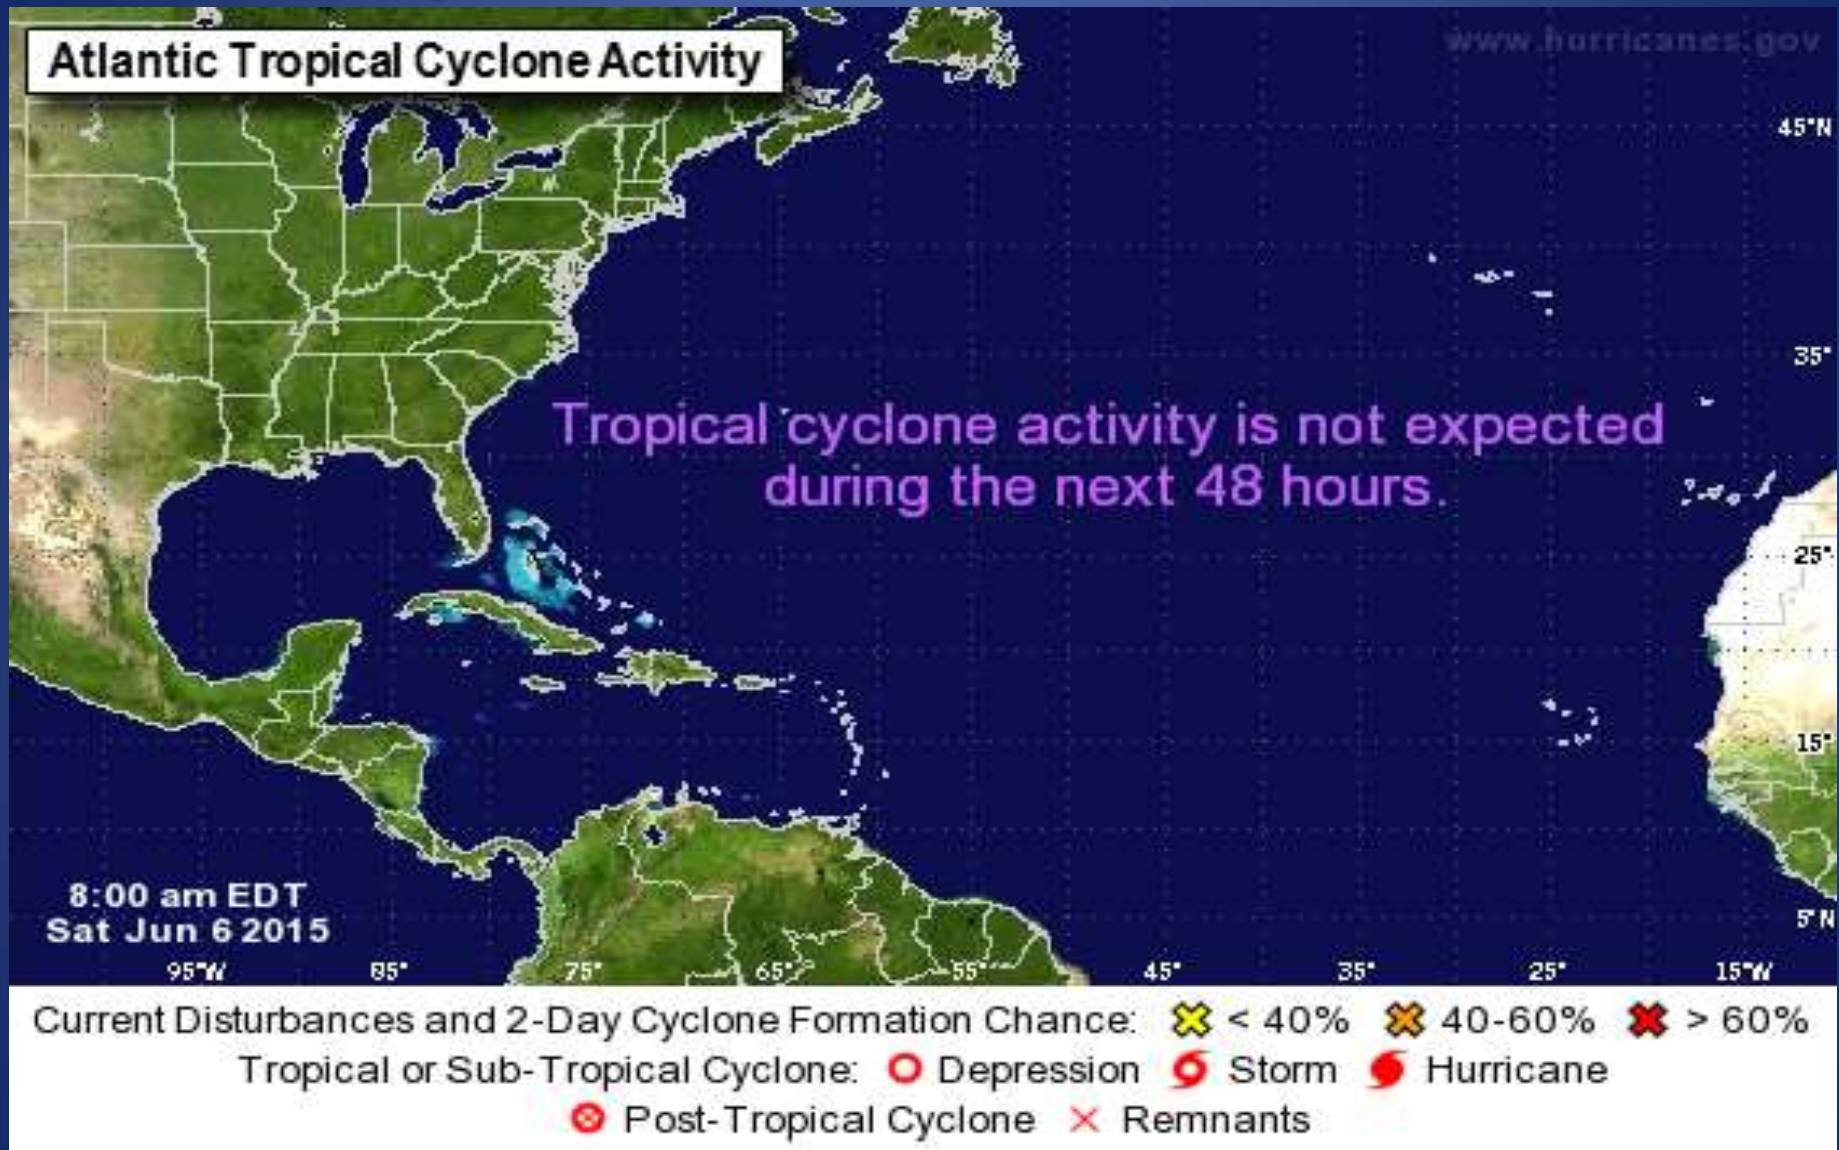 Atlantic Tropical Cyclone Activity
www.hurricanes.gov
45°N
35°
Tropical cyclone activity is not expected
during the next 48 hours.
25°
15°
8:00 am EDT
Sat Jun 6 2015
5°N
95°W 85° 75° 65° 55° 45° 35° 25° 15°W
Current Disturbances and 2-Day Cyclone Formation Chance: < 40% 40-60% > 60%
Tropical or Sub-Tropical Cyclone: Depression Storm Hurricane
Post-Tropical Cyclone Remnants